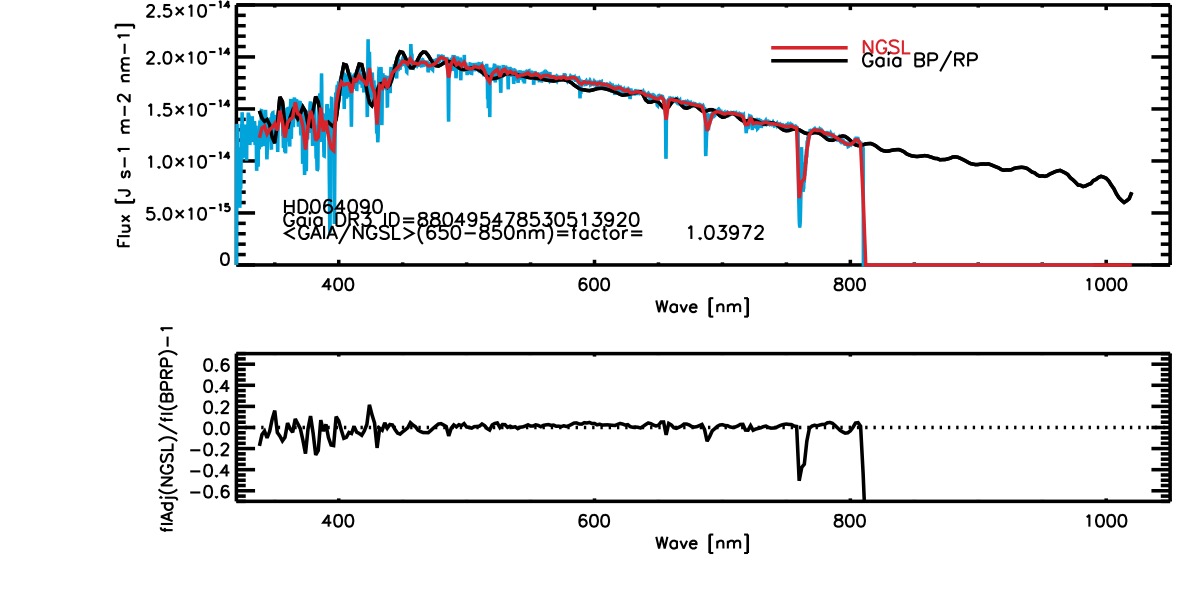 2.5×10⁻¹⁴
2.0×10⁻¹⁴
1.5×10⁻¹⁴
1.0×10⁻¹⁴
5.0×10⁻¹⁵
0
Flux [J s-1 m-2 nm-1]
NGSL
Gaia BP/RP
HD064090
Gaia DR3 ID=880495478530513920
<GAIA/NGSL>(650-850nm)=factor= 1.03972
400 600 800 1000
Wave [nm]
flAdj(NGSL)/fl(BPRP)-1
0.6
0.4
0.2
0.0
-0.2
-0.4
-0.6
400 600 800 1000
Wave [nm]